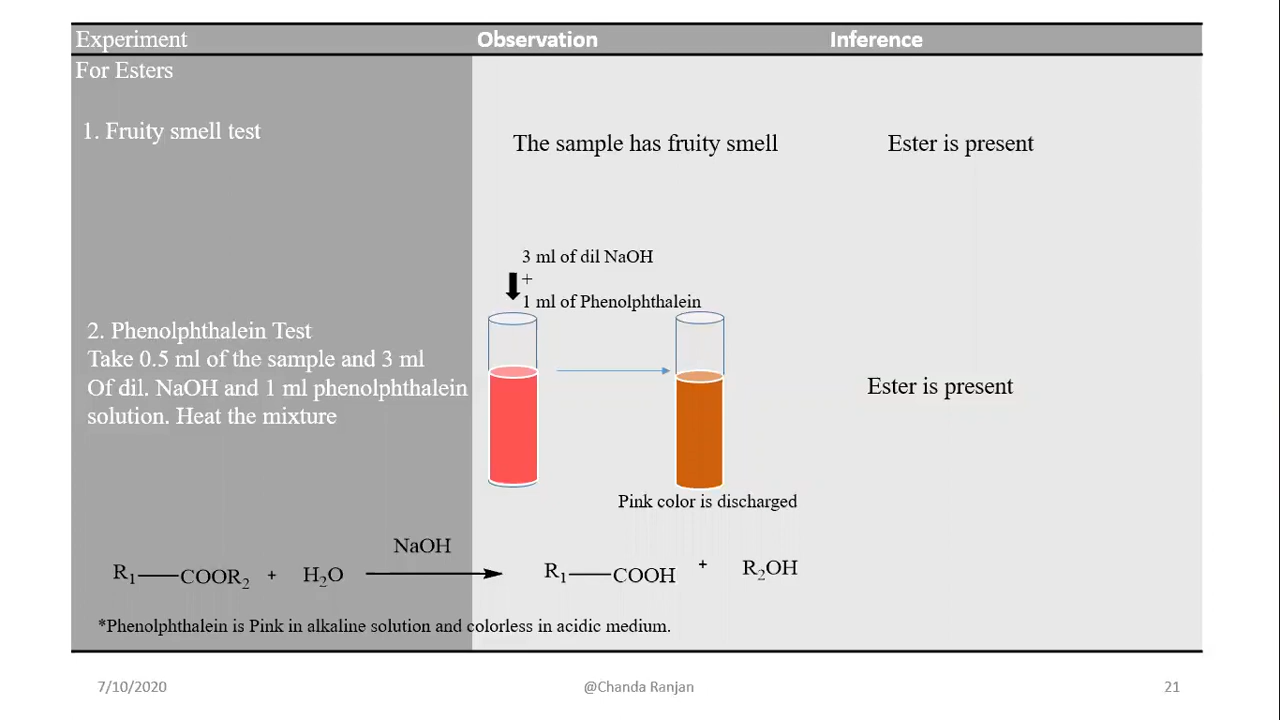 Experiment Observation Inference
For Esters
1. Fruity smell test
The sample has fruity smell Ester is present
3 ml of dil NaOH
+
1 ml of Phenolphthalein
2. Phenolphthalein Test
Take 0.5 ml of the sample and 3 ml
Of dil. NaOH and 1 ml phenolphthalein
solution. Heat the mixture
Ester is present
Pink color is discharged
NaOH
R₁—COOR₂ + H₂O → R₁—COOH + R₂OH
*Phenolphthalein is Pink in alkaline solution and colorless in acidic medium.
7/10/2020 @Chanda Ranjan 21